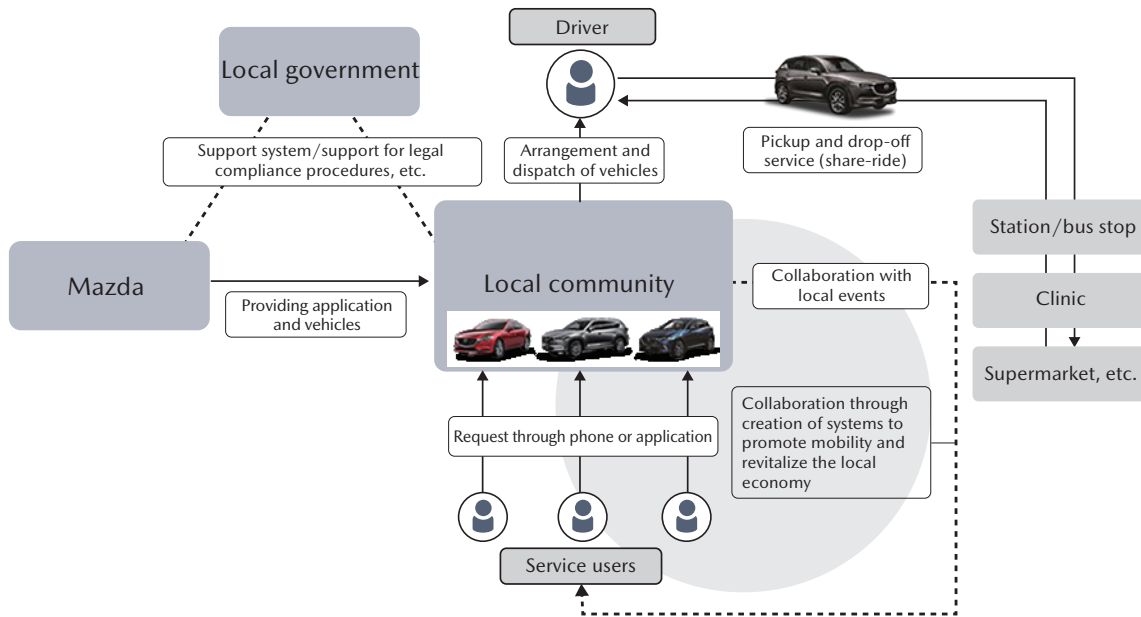 Driver
Local government
Support system/support for legal
compliance procedures, etc.
Arrangement and
dispatch of vehicles
Pickup and drop-off
service (share-ride)
Station/bus stop
Mazda
Providing application
and vehicles
Local community
Collaboration with
local events
Clinic
Supermarket, etc.
Request through phone or application
Collaboration through
creation of systems to
promote mobility and
revitalize the local
economy
Service users